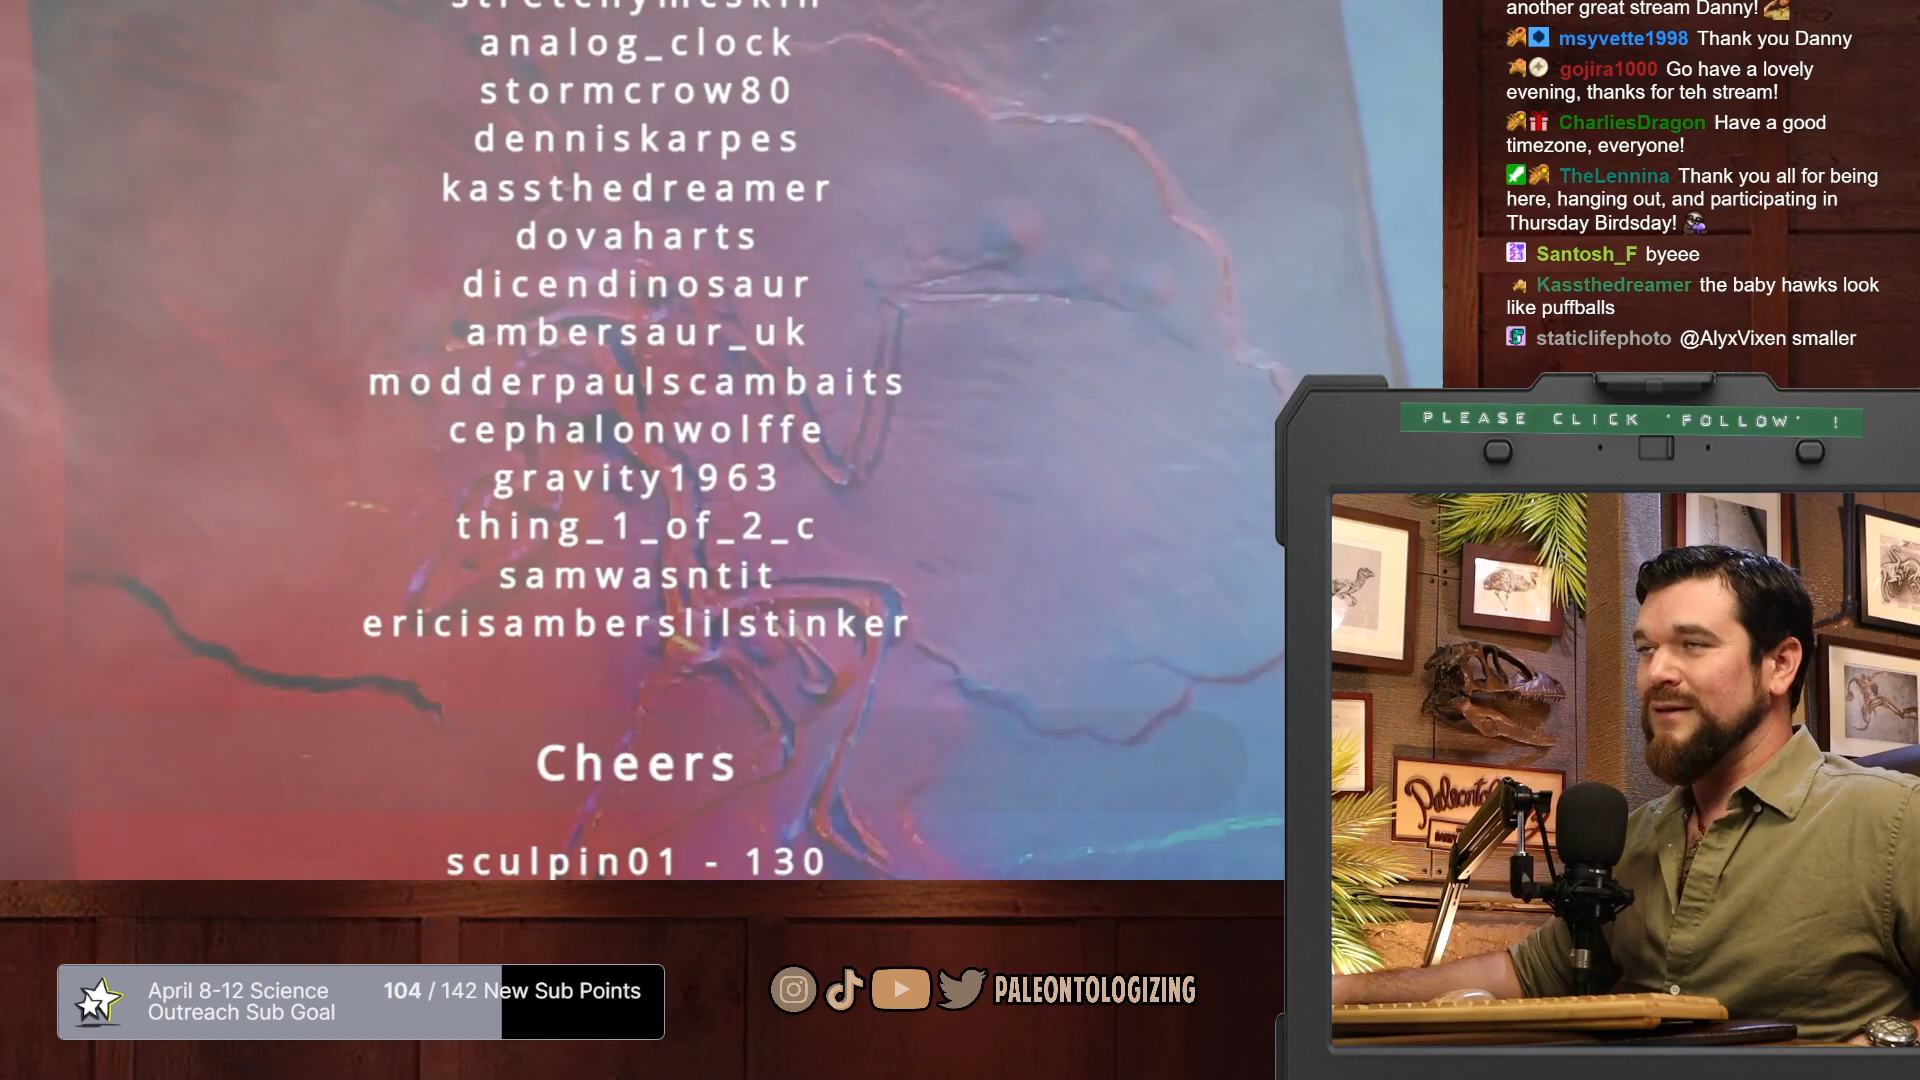 stretchymcskin
analog_clock
stormcrow80
denniskarpes
kassthedreamer
dovaharts
dicendinosaur
ambersaur_uk
modderpaulscambaits
cephalonwolffe
gravity1963
thing_1_of_2_c
samwasntit
ericisamberslilstinker
Cheers
sculpin01 - 130
another great stream Danny!
msyvette1998 Thank you Danny
gojira1000 Go have a lovely
evening, thanks for teh stream!
CharliesDragon Have a good
timezone, everyone!
TheLennina Thank you all for being
here, hanging out, and participating in
Thursday Birdsday!
Santosh_F byeee
Kassthedreamer the baby hawks look
like puffballs
staticlifephoto @AlyxVixen smaller
PLEASE CLICK 'FOLLOW' !
April 8-12 Science
Outreach Sub Goal
104 / 142 New Sub Points
PALEONTOLOGIZING